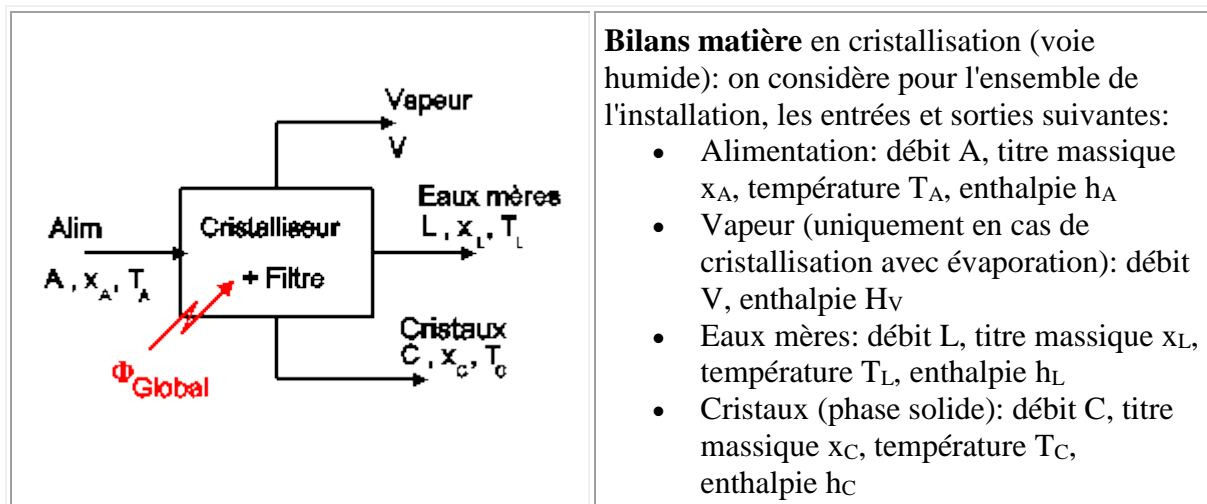 Vapeur
V
Eaux mères
L , x_L, T_L
Alim
Cristalliseur
A , x_A, T_A
+ Filtre
Cristaux
C , x_C, T_C
Φ_Global
Bilans matière en cristallisation (voie
humide): on considère pour l'ensemble de
l'installation, les entrées et sorties suivantes:
• Alimentation: débit A, titre massique
x_A, température T_A, enthalpie h_A
• Vapeur (uniquement en cas de
cristallisation avec évaporation): débit
V, enthalpie H_V
• Eaux mères: débit L, titre massique x_L,
température T_L, enthalpie h_L
• Cristaux (phase solide): débit C, titre
massique x_C, température T_C,
enthalpie h_C